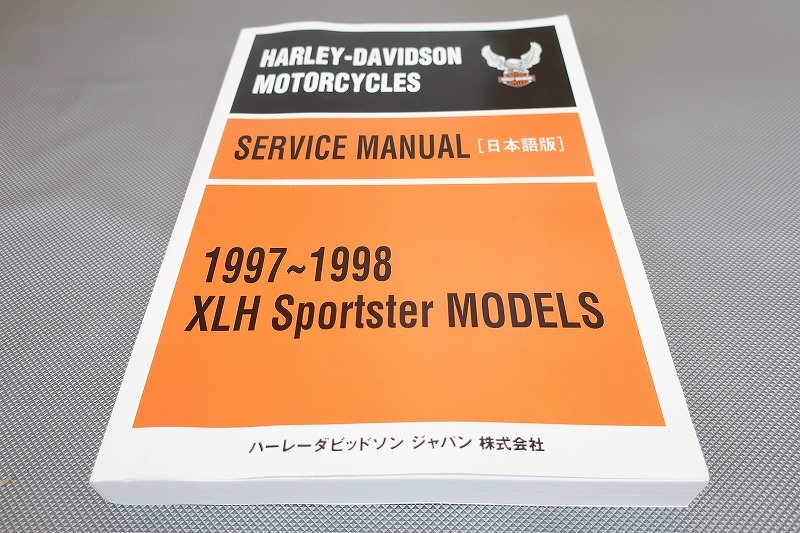 HARLEY-DAVIDSON
MOTORCYCLES
SERVICE MANUAL [日本語版]
1997~1998
XLH Sportster MODELS
ハーレーダビッドソン ジャパン 株式会社